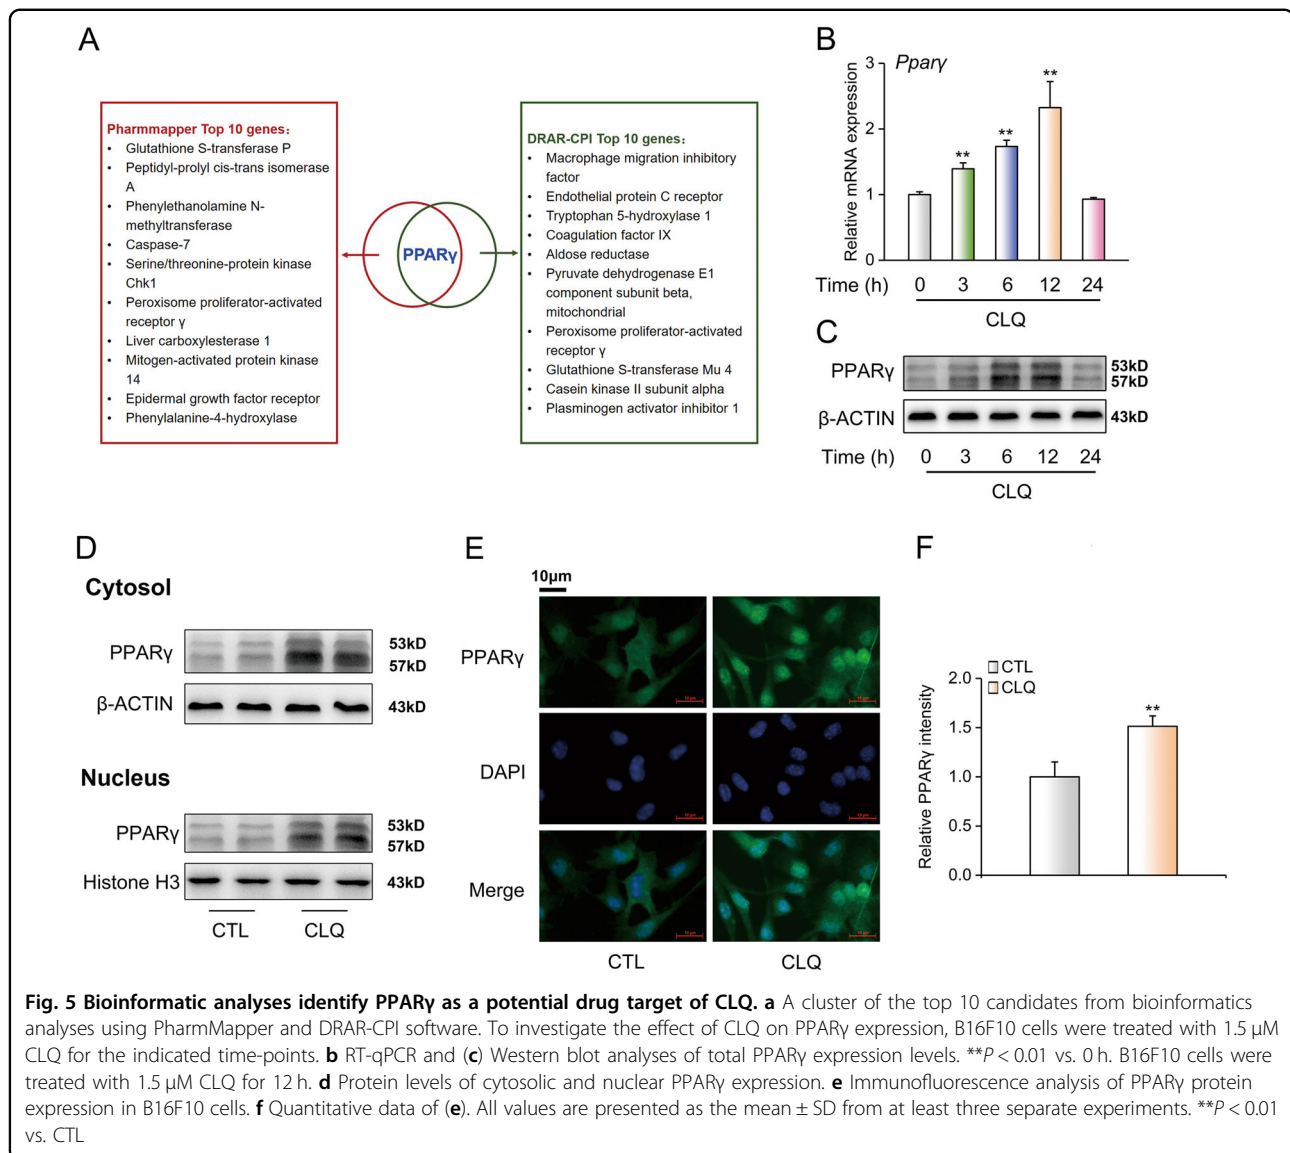 A
Pharmmapper Top 10 genes:
• Glutathione S-transferase P
• Peptidyl-prolyl cis-trans isomerase
A
• Phenylethanolamine N-
methyltransferase
• Caspase-7
• Serine/threonine-protein kinase
Chk1
• Peroxisome proliferator-activated
receptor γ
• Liver carboxylesterase 1
• Mitogen-activated protein kinase
14
• Epidermal growth factor receptor
• Phenylalanine-4-hydroxylase
PPARγ
DRAR-CPI Top 10 genes:
• Macrophage migration inhibitory
factor
• Endothelial protein C receptor
• Tryptophan 5-hydroxylase 1
• Coagulation factor IX
• Aldose reductase
• Pyruvate dehydrogenase E1
component subunit beta,
mitochondrial
• Peroxisome proliferator-activated
receptor γ
• Glutathione S-transferase Mu 4
• Casein kinase II subunit alpha
• Plasminogen activator inhibitor 1
B
Pparγ
Relative mRNA expression
3
2
1
0
** ** **
Time (h) 0 3 6 12 24
CLQ
C
PPARγ 53kD
57kD
β-ACTIN 43kD
Time (h) 0 3 6 12 24
CLQ
D
Cytosol
PPARγ 53kD
57kD
β-ACTIN 43kD
Nucleus
PPARγ 53kD
57kD
Histone H3 43kD
CTL CLQ
E
10μm
PPARγ
10 μm 10 μm
DAPI
10 μm 10 μm
Merge
10 μm 10 μm
CTL CLQ
F
CTL
CLQ
Relative PPARγ intensity
2.0
1.5
1.0
0.5
0.0
**
Fig. 5 Bioinformatic analyses identify PPARγ as a potential drug target of CLQ. a A cluster of the top 10 candidates from bioinformatics
analyses using PharmMapper and DRAR-CPI software. To investigate the effect of CLQ on PPARγ expression, B16F10 cells were treated with 1.5 μM
CLQ for the indicated time-points. b RT-qPCR and (c) Western blot analyses of total PPARγ expression levels. **P < 0.01 vs. 0 h. B16F10 cells were
treated with 1.5 μM CLQ for 12 h. d Protein levels of cytosolic and nuclear PPARγ expression. e Immunofluorescence analysis of PPARγ protein
expression in B16F10 cells. f Quantitative data of (e). All values are presented as the mean ± SD from at least three separate experiments. **P < 0.01
vs. CTL